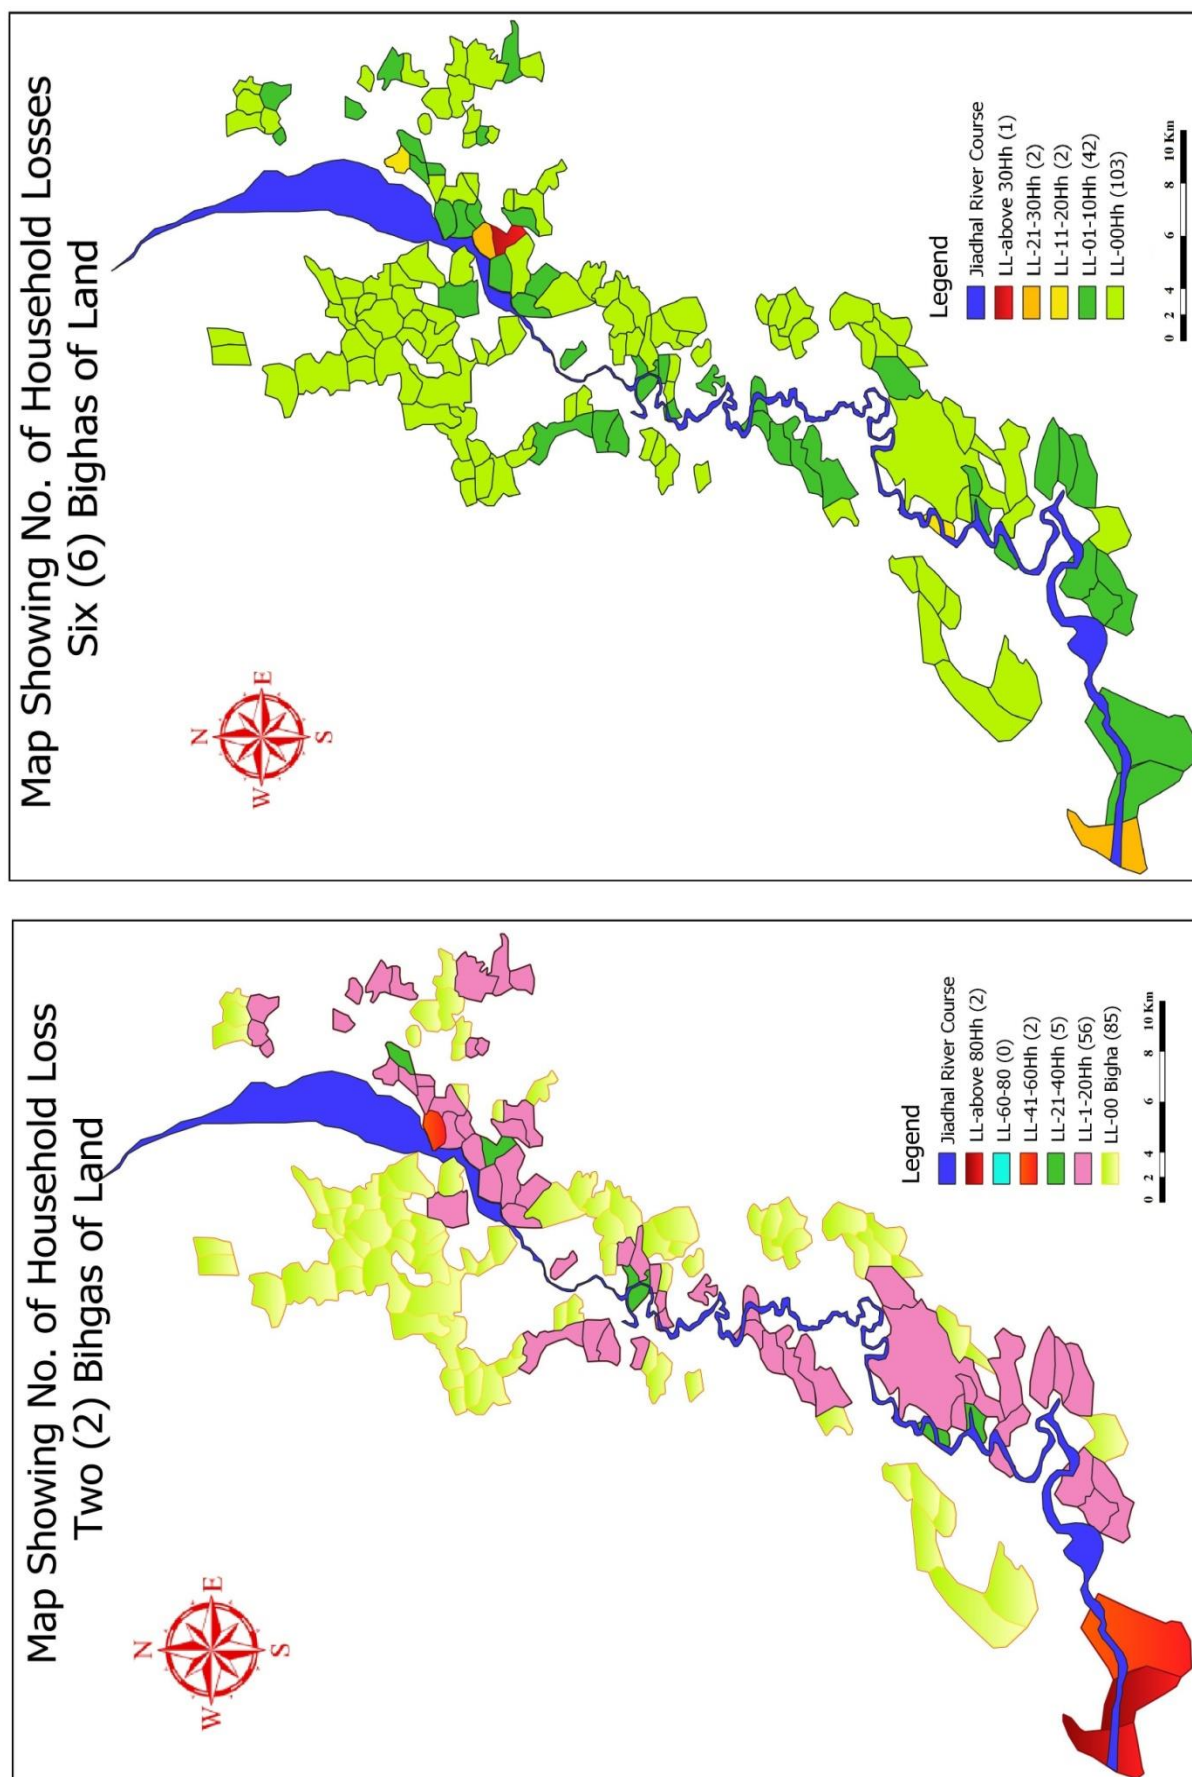 Map Showing No. of Household Losses
Six (6) Bighas of Land
N
W
E
S
Legend
Jiadhal River Course
LL-above 30Hh (1)
LL-21-30Hh (2)
LL-11-20Hh (2)
LL-01-10Hh (42)
LL-00Hh (103)
0 2 4 6 8 10 Km
Map Showing No. of Household Loss
Two (2) Bihgas of Land
N
W
E
S
Legend
Jiadhal River Course
LL-above 80Hh (2)
LL-60-80 (0)
LL-41-60Hh (2)
LL-21-40Hh (5)
LL-1-20Hh (56)
LL-00 Bigha (85)
0 2 4 6 8 10 Km